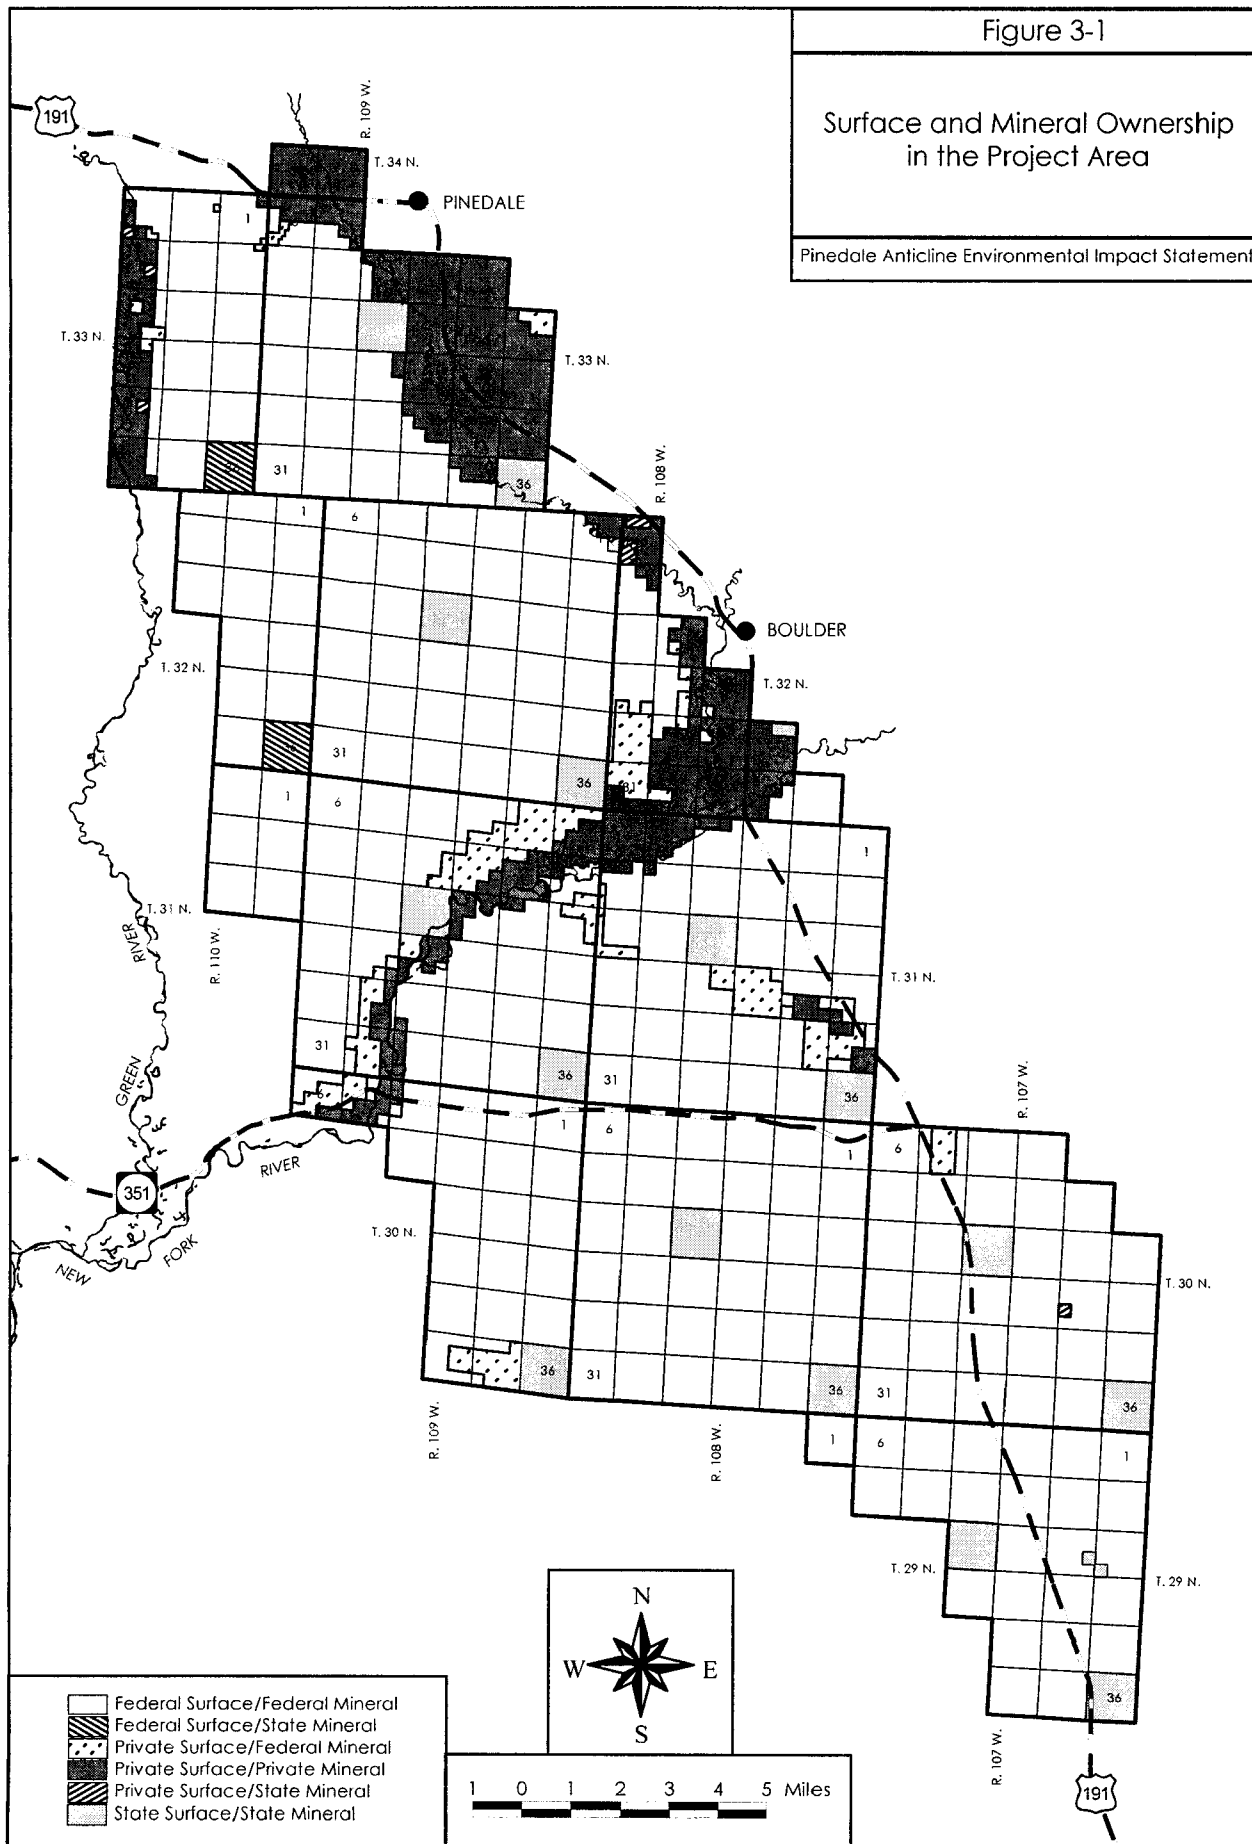 Figure 3-1
Surface and Mineral Ownership
in the Project Area
Pinedale Anticline Environmental Impact Statement
191
R. 109 W.
T. 34 N.
PINEDALE
1
T. 33 N.
T. 33 N.
31
36
R. 108 W.
1
6
BOULDER
T. 32 N.
T. 32 N.
31
36
31
1
6
1
T. 31 N.
R. 110 W.
T. 31 N.
GREEN
RIVER
31
36
31
36
R. 107 W.
6
1
6
1
6
351
NEW
FORK
RIVER
T. 30 N.
T. 30 N.
36
31
36
31
36
R. 109 W.
R. 108 W.
1
6
1
T. 29 N.
T. 29 N.
36
R. 107 W.
191
N
W
E
S
Federal Surface/Federal Mineral
Federal Surface/State Mineral
Private Surface/Federal Mineral
Private Surface/Private Mineral
Private Surface/State Mineral
State Surface/State Mineral
1 0 1 2 3 4 5 Miles